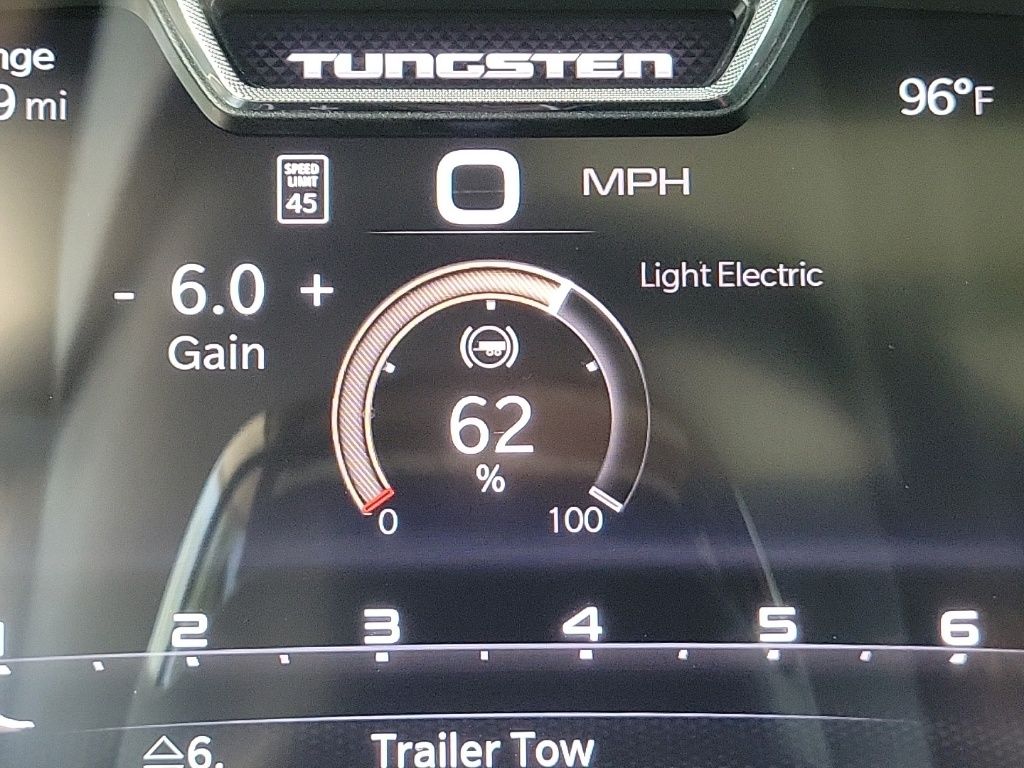 TUNGSTEN
nge
9 mi
96°F
SPEED
LIMIT
45
0 MPH
- 6.0 +
Gain
Light Electric
62
%
0 100
2 3 4 5 6
6.
Trailer Tow